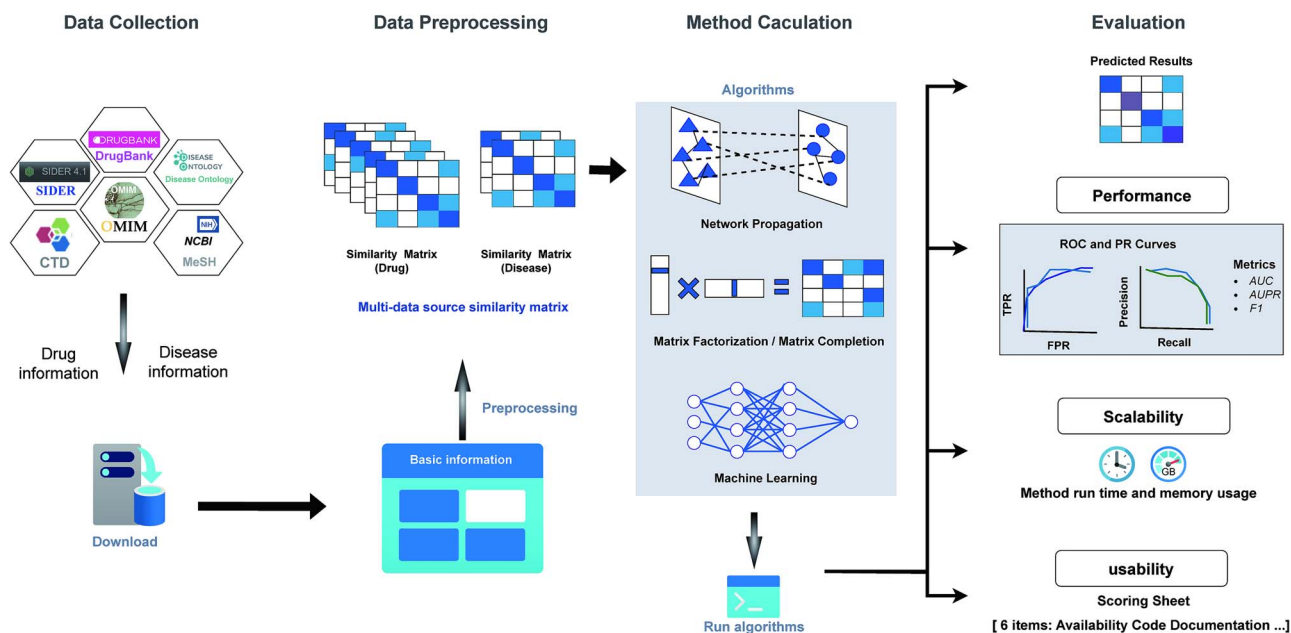 Data Collection
Data Preprocessing
Method Caculation
Evaluation
DRUGBANK
DrugBank
SIDER 4.1
SIDER
DISEASE
ONTOLOGY
Disease Ontology
OMIM
OMIM
CTD
NIH
NCBI
MeSH
Drug
information
Disease
information
Download
Similarity Matrix
(Drug)
Similarity Matrix
(Disease)
Multi-data source similarity matrix
Preprocessing
Basic information
Algorithms
Network Propagation
Matrix Factorization / Matrix Completion
Machine Learning
Run algorithms
Predicted Results
Performance
ROC and PR Curves
TPR
FPR
Precision
Recall
Metrics
• AUC
• AUPR
• F1
Scalability
GB
Method run time and memory usage
usability
Scoring Sheet
[ 6 items: Availability Code Documentation ...]